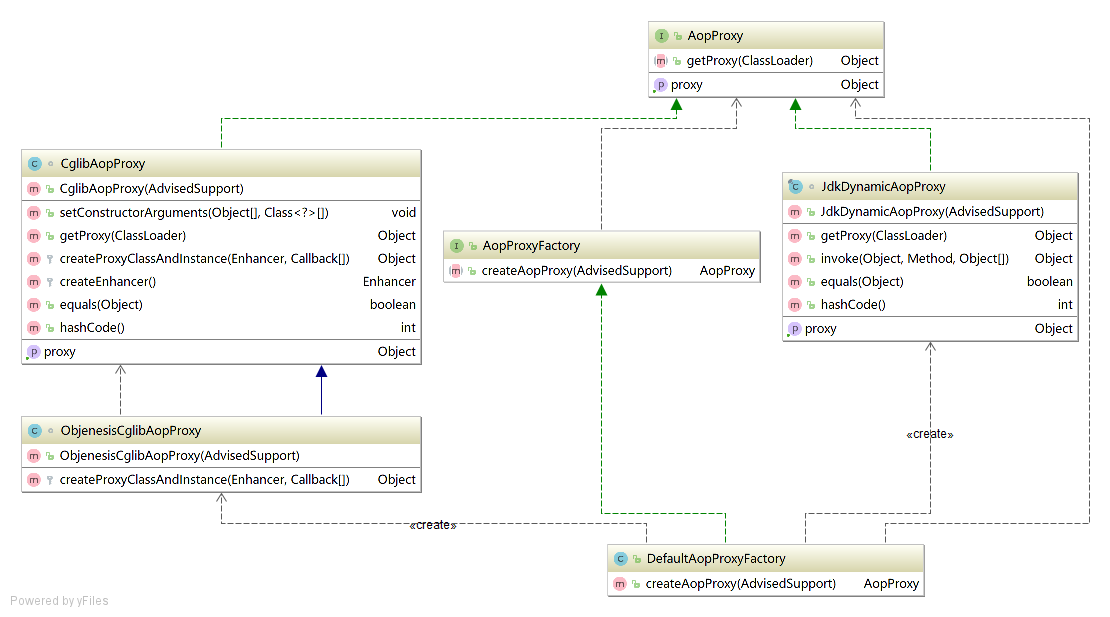 AopProxy
getProxy(ClassLoader) Object
proxy Object
CglibAopProxy
CglibAopProxy(AdvisedSupport)
setConstructorArguments(Object[], Class<?>[]) void
getProxy(ClassLoader) Object
createProxyClassAndInstance(Enhancer, Callback[]) Object
createEnhancer() Enhancer
equals(Object) boolean
hashCode() int
proxy Object
JdkDynamicAopProxy
JdkDynamicAopProxy(AdvisedSupport)
getProxy(ClassLoader) Object
invoke(Object, Method, Object[]) Object
equals(Object) boolean
hashCode() int
proxy Object
AopProxyFactory
createAopProxy(AdvisedSupport) AopProxy
ObjenesisCglibAopProxy
ObjenesisCglibAopProxy(AdvisedSupport)
createProxyClassAndInstance(Enhancer, Callback[]) Object
«create»
«create»
DefaultAopProxyFactory
createAopProxy(AdvisedSupport) AopProxy
Powered by yFiles